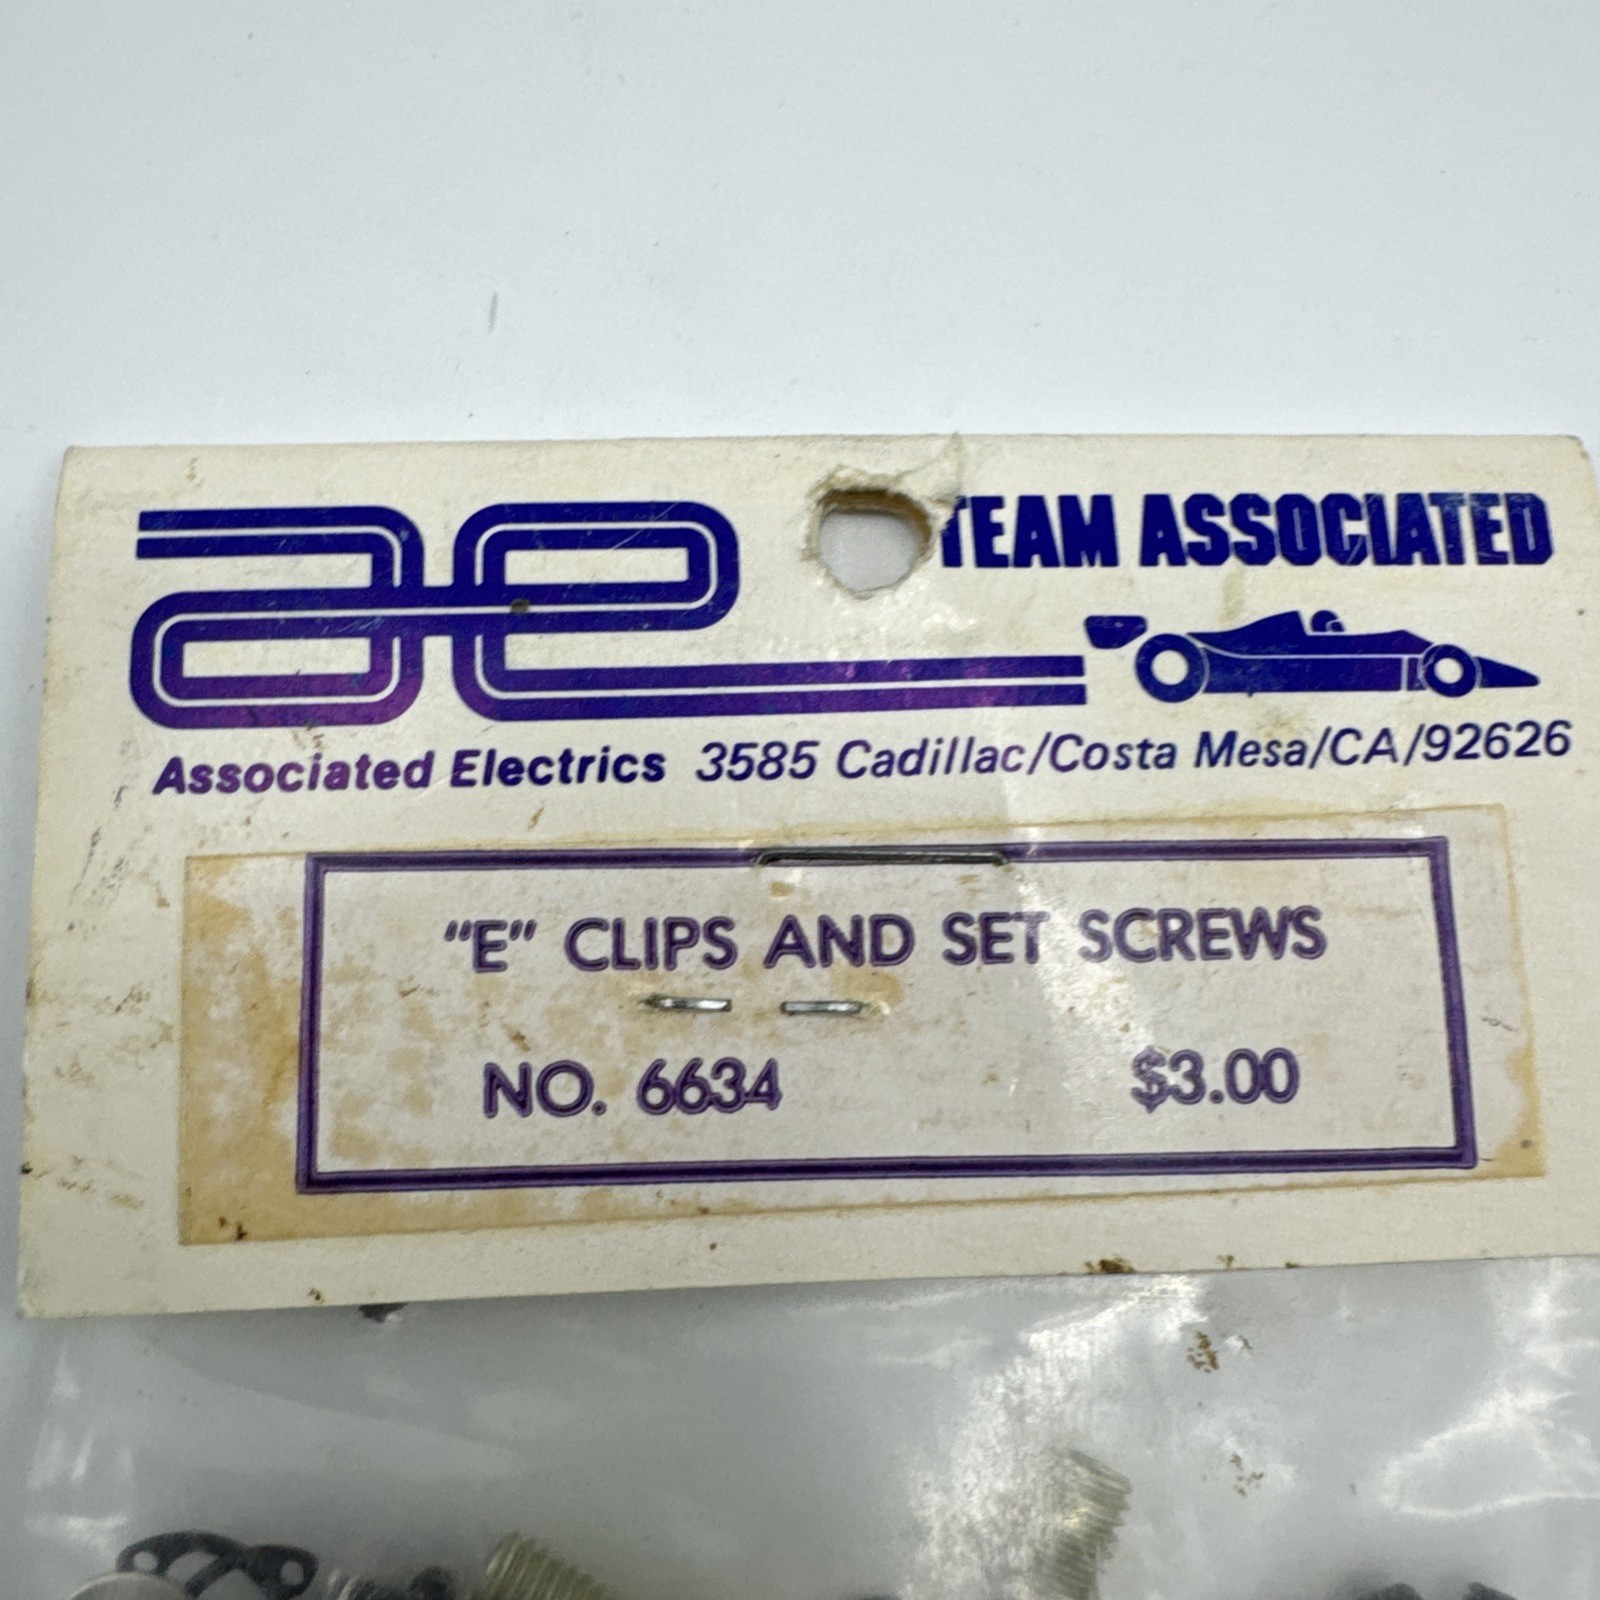 ae
TEAM ASSOCIATED
Associated Electrics 3585 Cadillac/Costa Mesa/CA/92626
"E" CLIPS AND SET SCREWS
NO. 6634 $3.00